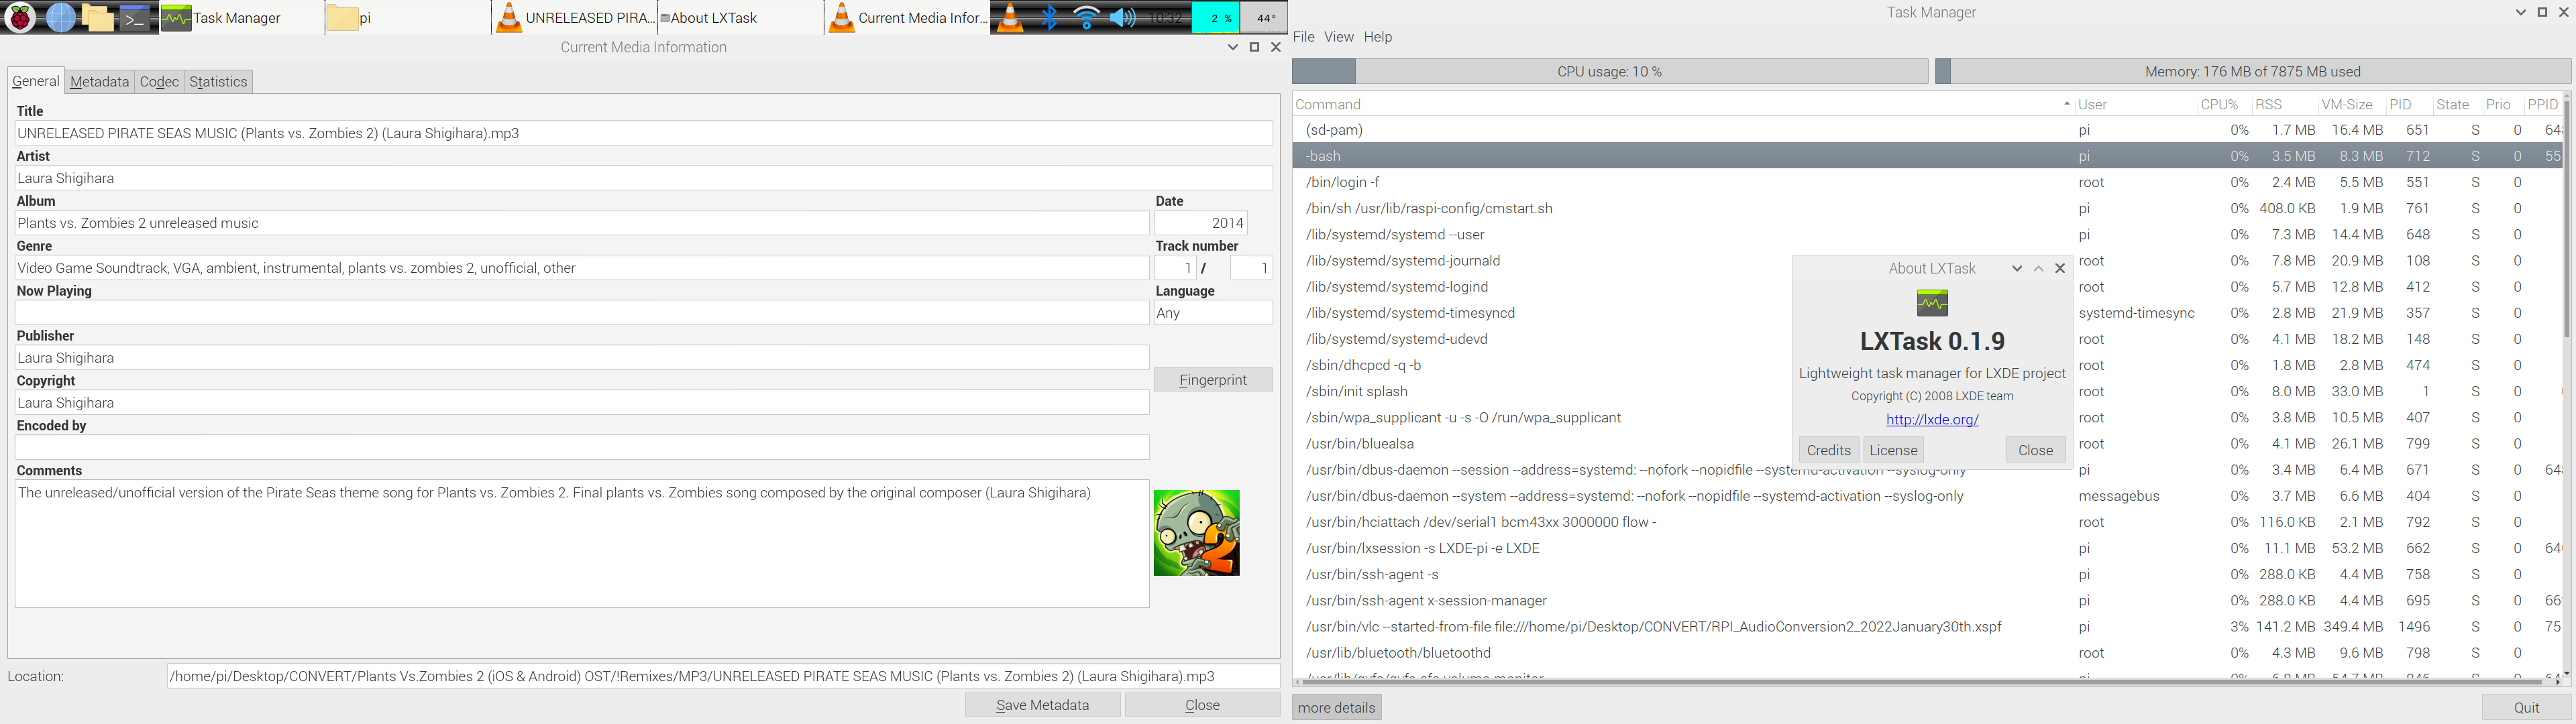 Task Manager
pi
UNRELEASED PIRA...
About LXTask
Current Media Infor...
10:32
2 %
44°
Current Media Information
General Metadata Codec Statistics
Title
UNRELEASED PIRATE SEAS MUSIC (Plants vs. Zombies 2) (Laura Shigihara).mp3
Artist
Laura Shigihara
Album Date
Plants vs. Zombies 2 unreleased music 2014
Genre Track number
Video Game Soundtrack, VGA, ambient, instrumental, plants vs. zombies 2, unofficial, other 1 / 1
Now Playing Language
Any
Publisher
Laura Shigihara
Fingerprint
Copyright
Laura Shigihara
Encoded by
Comments
The unreleased/unofficial version of the Pirate Seas theme song for Plants vs. Zombies 2. Final plants vs. Zombies song composed by the original composer (Laura Shigihara)
2
Location: /home/pi/Desktop/CONVERT/Plants Vs.Zombies 2 (iOS & Android) OST/!Remixes/MP3/UNRELEASED PIRATE SEAS MUSIC (Plants vs. Zombies 2) (Laura Shigihara).mp3
Save Metadata Close
Task Manager
File View Help
CPU usage: 10 % Memory: 176 MB of 7875 MB used
Command User CPU% RSS VM-Size PID State Prio PPID
(sd-pam) pi 0% 1.7 MB 16.4 MB 651 S 0 64
-bash pi 0% 3.5 MB 8.3 MB 712 S 0 55
/bin/login -f root 0% 2.4 MB 5.5 MB 551 S 0
/bin/sh /usr/lib/raspi-config/cmstart.sh pi 0% 408.0 KB 1.9 MB 761 S 0
/lib/systemd/systemd --user pi 0% 7.3 MB 14.4 MB 648 S 0
/lib/systemd/systemd-journald root 0% 7.8 MB 20.9 MB 108 S 0
/lib/systemd/systemd-logind root 0% 5.7 MB 12.8 MB 412 S 0
/lib/systemd/systemd-timesyncd systemd-timesync 0% 2.8 MB 21.9 MB 357 S 0
/lib/systemd/systemd-udevd root 0% 4.1 MB 18.2 MB 148 S 0
/sbin/dhcpcd -q -b root 0% 1.8 MB 2.8 MB 474 S 0
/sbin/init splash root 0% 8.0 MB 33.0 MB 1 S 0
/sbin/wpa_supplicant -u -s -O /run/wpa_supplicant root 0% 3.8 MB 10.5 MB 407 S 0
/usr/bin/bluealsa root 0% 4.1 MB 26.1 MB 799 S 0
/usr/bin/dbus-daemon --session --address=systemd: --nofork --nopidfile --systemd-activation --syslog-only pi 0% 3.4 MB 6.4 MB 671 S 0 64
/usr/bin/dbus-daemon --system --address=systemd: --nofork --nopidfile --systemd-activation --syslog-only messagebus 0% 3.7 MB 6.6 MB 404 S 0
/usr/bin/hciattach /dev/serial1 bcm43xx 3000000 flow - root 0% 116.0 KB 2.1 MB 792 S 0
/usr/bin/lxsession -s LXDE-pi -e LXDE pi 0% 11.1 MB 53.2 MB 662 S 0 64
/usr/bin/ssh-agent -s pi 0% 288.0 KB 4.4 MB 758 S 0
/usr/bin/ssh-agent x-session-manager pi 0% 288.0 KB 4.4 MB 695 S 0 66
/usr/bin/vlc --started-from-file file:///home/pi/Desktop/CONVERT/RPI_AudioConversion2_2022January30th.xspf pi 3% 141.2 MB 349.4 MB 1496 S 0 75
/usr/lib/bluetooth/bluetoothd root 0% 4.3 MB 9.6 MB 798 S 0
more details Quit
About LXTask
LXTask 0.1.9
Lightweight task manager for LXDE project
Copyright (C) 2008 LXDE team
http://lxde.org/
Credits License Close